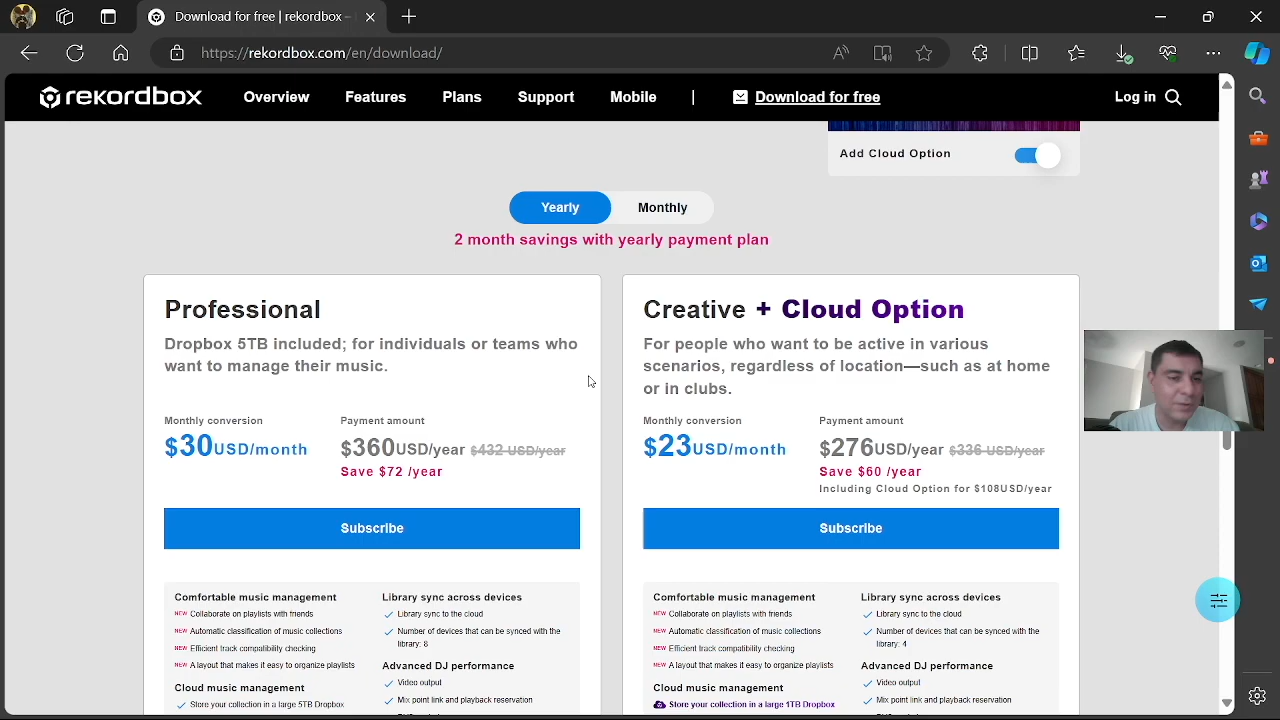 rekordbox for free | rekordbox –
https://rekordbox.com/en/download/
rekordbox
Overview
Features
Plans
Support
Mobile
|
Download for free
Log in
Add Cloud Option
Yearly
Monthly
2 month savings with yearly payment plan
Professional
Dropbox 5TB included; for individuals or teams who
want to manage their music.
Monthly conversion
$30USD/month
Payment amount
$360USD/year $432 USD/year
Save $72 /year
Subscribe
Comfortable music management
NEW Collaborate on playlists with friends
NEW Automatic classification of music collections
NEW Efficient track compatibility checking
NEW A layout that makes it easy to organize playlists
Cloud music management
Store your collection in a large 5TB Dropbox
Library sync across devices
Library sync to the cloud
Number of devices that can be synced with the
library: 8
Advanced DJ performance
Video output
Mix point link and playback reservation
Creative + Cloud Option
For people who want to be active in various
scenarios, regardless of location—such as at home
or in clubs.
Monthly conversion
$23USD/month
Payment amount
$276USD/year $336 USD/year
Save $60 /year
Including Cloud Option for $108USD/year
Subscribe
Comfortable music management
NEW Collaborate on playlists with friends
NEW Automatic classification of music collections
NEW Efficient track compatibility checking
NEW A layout that makes it easy to organize playlists
Cloud music management
Store your collection in a large 1TB Dropbox
Library sync across devices
Library sync to the cloud
Number of devices that can be synced with the
library: 4
Advanced DJ performance
Video output
Mix point link and playback reservation